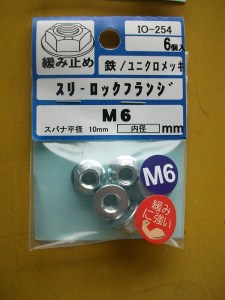 10-254
6個入
緩み止め
鉄/ユニクロメッキ
スリーロックフランジ
M6
スパナ平径 10mm
内径
mm
M6
緩み
に強い